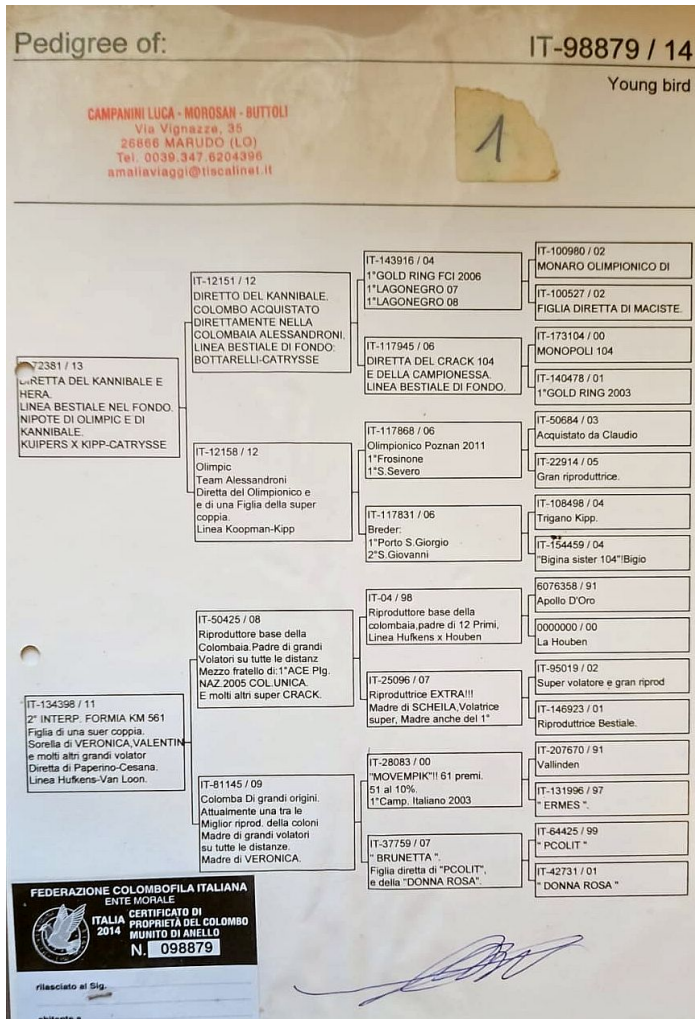 Pedigree of:
IT-98879 / 14
Young bird
CAMPANINI LUCA - MOROSAN - BUTTOLI
Via Vignazze, 35
26866 MARUDO (LO)
Tel. 0039.347.6204396
amaliaviaggi@tiscalinet.it
1
72381 / 13
DIRETTA DEL KANNIBALE E
HERA.
LINEA BESTIALE NEL FONDO.
NIPOTE DI OLIMPIC E DI
KANNIBALE.
KUIPERS X KIPP-CATRYSSE
IT-12151 / 12
DIRETTO DEL KANNIBALE.
COLOMBO ACQUISTATO
DIRETTAMENTE NELLA
COLOMBAIA ALESSANDRONI.
LINEA BESTIALE DI FONDO:
BOTTARELLI-CATRYSSE
IT-143916 / 04
1°GOLD RING FCI 2006
1°LAGONEGRO 07
1°LAGONEGRO 08
IT-100980 / 02
MONARO OLIMPIONICO DI
IT-100527 / 02
FIGLIA DIRETTA DI MACISTE.
IT-117945 / 06
DIRETTA DEL CRACK 104
E DELLA CAMPIONESSA.
LINEA BESTIALE DI FONDO.
IT-173104 / 00
MONOPOLI 104
IT-140478 / 01
1°GOLD RING 2003
IT-12158 / 12
Olimpic
Team Alessandroni
Diretta del Olimpionico e
e di una Figlia della super
coppia.
Linea Koopman-Kipp
IT-117868 / 06
Olimpionico Poznan 2011
1°Frosinone
1°S.Severo
IT-50684 / 03
Acquistato da Claudio
IT-22914 / 05
Gran riproduttrice.
IT-117831 / 06
Breder:
1°Porto S.Giorgio
2°S.Giovanni
IT-108498 / 04
Trigano Kipp.
IT-154459 / 04
"Bigina sister 104"!Bigio
IT-134398 / 11
2° INTERP. FORMIA KM 561
Figlia di una suer coppia.
Sorella di VERONICA,VALENTIN
e molti altri grandi volator
Diretta di Paperino-Cesana.
Linea Hufkens-Van Loon.
IT-50425 / 08
Riproduttore base della
Colombaia.Padre di grandi
Volatori su tutte le distanz
Mezzo fratello di:1°ACE Plg.
NAZ.2005 COL UNICA.
E molti altri super CRACK.
IT-04 / 98
Riproduttore base della
colombaia,padre di 12 Primi,
Linea Hufkens x Houben
6076358 / 91
Apollo D'Oro
0000000 / 00
La Houben
IT-25096 / 07
Riproduttrice EXTRA!!!
Madre di SCHEILA,Volatrice
super, Madre anche del 1°
IT-95019 / 02
Super volatore e gran riprod
IT-146923 / 01
Riproduttrice Bestiale.
IT-81145 / 09
Colomba Di grandi origini.
Attualmente una tra le
Miglior riprod. della coloni
Madre di grandi volatori
su tutte le distanze.
Madre di VERONICA.
IT-28083 / 00
"MOVEMPIK"!! 61 premi.
51 al 10%.
1°Camp. Italiano 2003
IT-207670 / 91
Vallinden
IT-131996 / 97
" ERMES ".
IT-37759 / 07
" BRUNETTA ".
Figlia diretta di "PCOLIT",
e della "DONNA ROSA".
IT-64425 / 99
" PCOLIT "
IT-42731 / 01
" DONNA ROSA "
FEDERAZIONE COLOMBOFILA ITALIANA
ENTE MORALE
ITALIA
2014
CERTIFICATO DI
PROPRIETÀ DEL COLOMBO
MUNITO DI ANELLO
N. 098879
rilasciato al Sig.